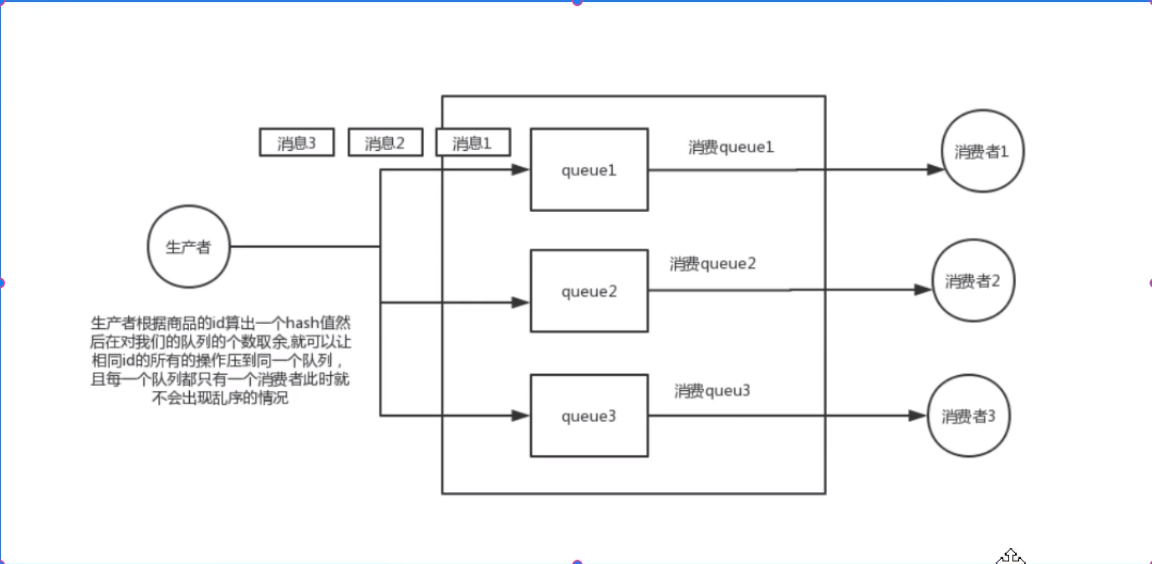 消息3
消息2
消息1
queue1
消费queue1
消费者1
生产者
queue2
消费queue2
消费者2
生产者根据商品的id算出一个hash值然
后在对我们的队列的个数取余,就可以让
相同id的所有的操作压到同一个队列，
且每一个队列都只有一个消费者此时就
不会出现乱序的情况
queue3
消费queu3
消费者3